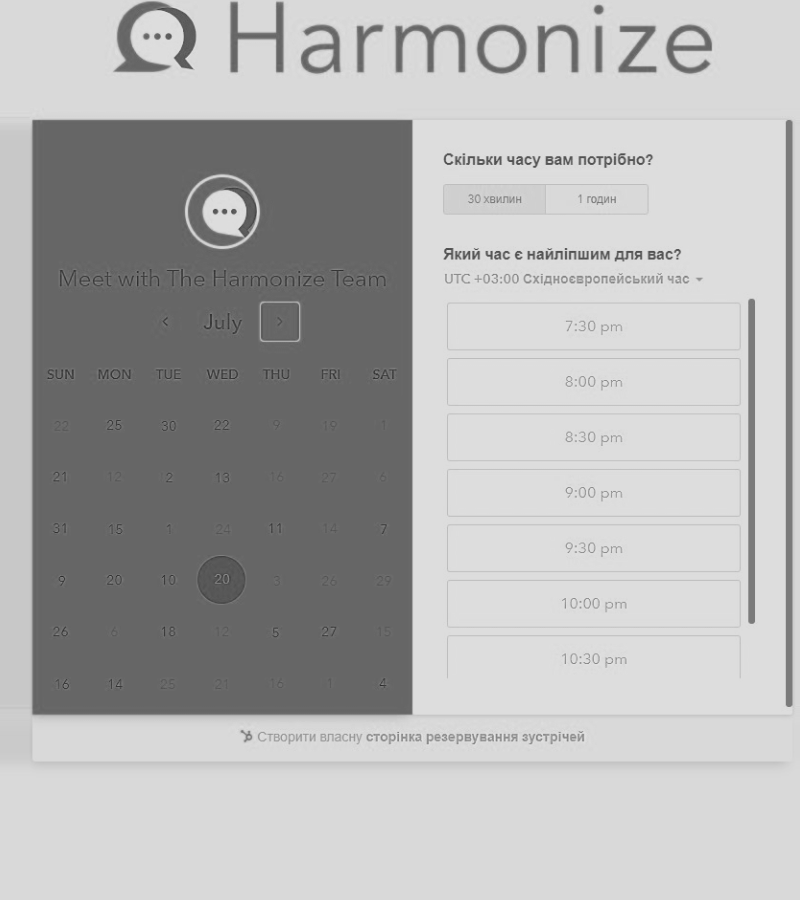 Harmonize
Meet with The Harmonize Team
July
SUN MON TUE WED THU FRI SAT
22 25 30 22 9 19 1
21 12 2 13 16 27 6
31 15 1 24 11 14 7
9 20 10 20 3 26 29
26 6 18 12 5 27 15
16 14 25 21 16 1 4
Скільки часу вам потрібно?
30 хвилин 1 годин
Який час є найліпшим для вас?
UTC +03:00 Східноєвропейський час
7:30 pm
8:00 pm
8:30 pm
9:00 pm
9:30 pm
10:00 pm
10:30 pm
Створити власну сторінка резервування зустрічей